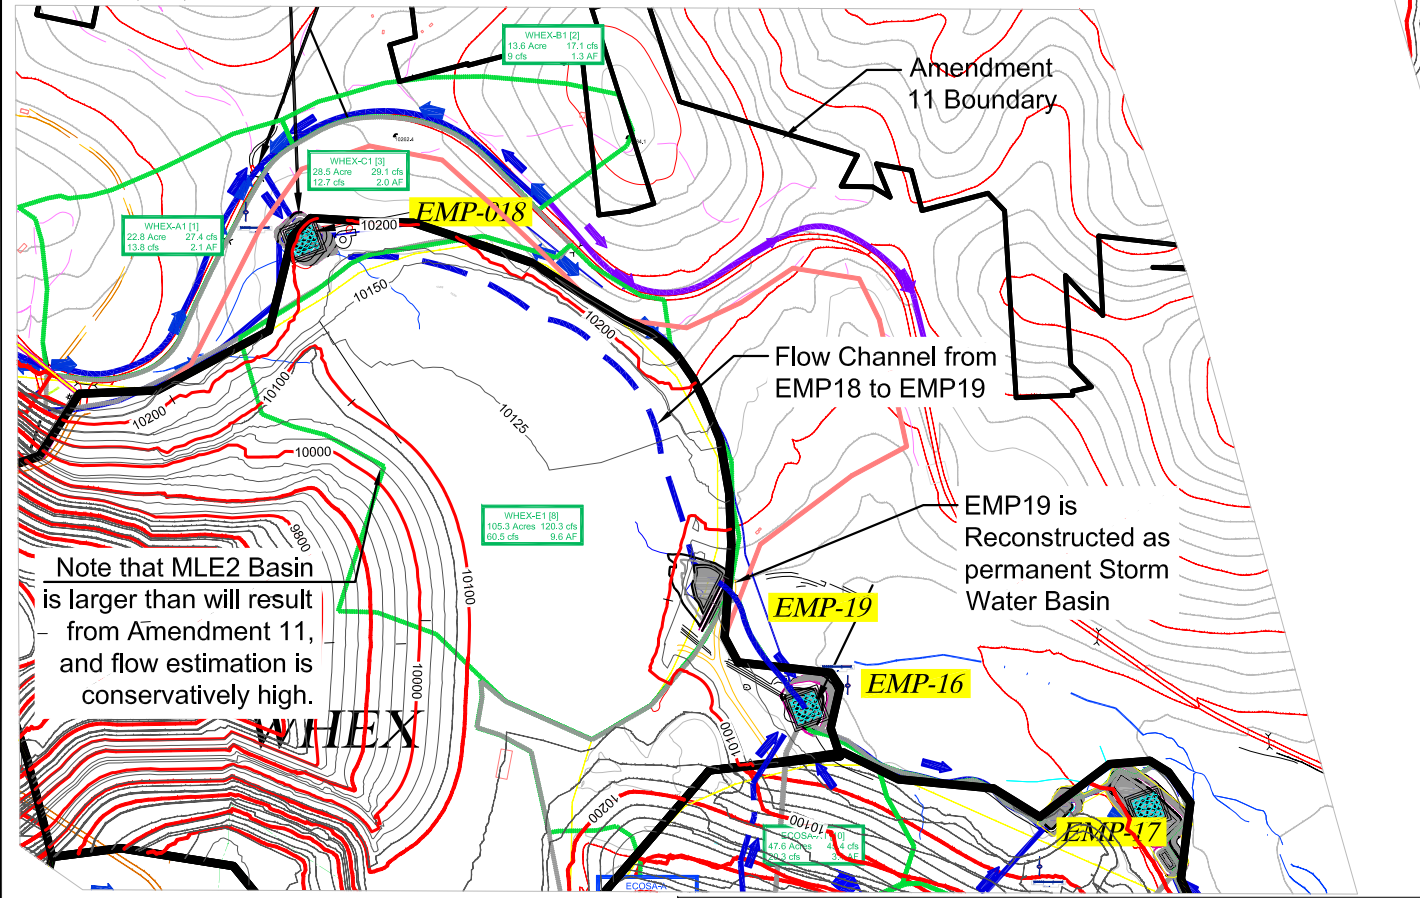 WHEX-B1 [2]
13.6 Acre 17.1 cfs
9 cfs 1.3 AF
Amendment
11 Boundary
WHEX-C1 [3]
28.5 Acre 29.1 cfs
12.7 cfs 2.0 AF
EMP-018
10200
WHEX-A1 [1]
22.8 Acre 27.4 cfs
13.8 cfs 2.1 AF
10150
10200
Flow Channel from
EMP18 to EMP19
10100
10200
10125
10000
WHEX-E1 [8]
105.3 Acres 120.3 cfs
60.5 cfs 9.6 AF
EMP19 is
Reconstructed as
permanent Storm
Water Basin
9800
Note that MLE2 Basin
is larger than will result
from Amendment 11,
and flow estimation is
conservatively high.
10100
10000
EMP-19
EMP-16
WHEX
10100
10100
10200
10100
EMP-17
47.6 Acres
ECOSA-A